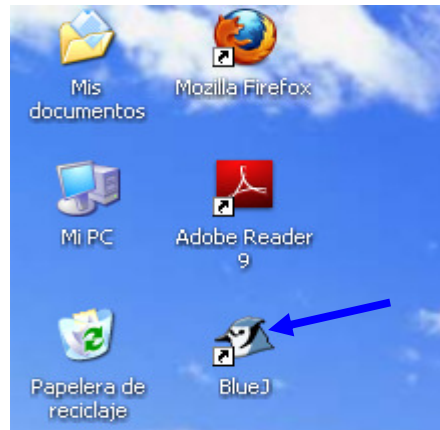 Mis
documentos
Mozilla Firefox
Mi PC
Adobe Reader
9
Papelera de
reciclaje
BlueJ